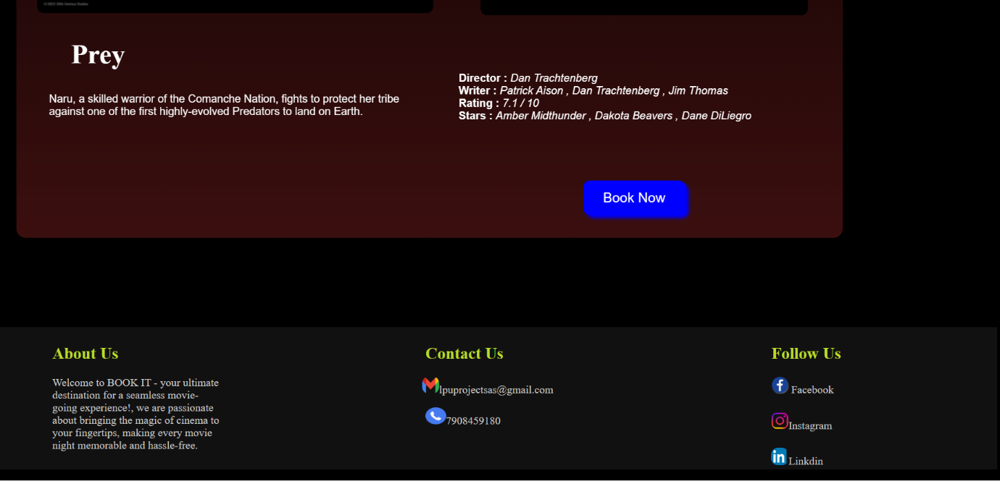 © 2022 20th Century Studios
Prey
Naru, a skilled warrior of the Comanche Nation, fights to protect her tribe
against one of the first highly-evolved Predators to land on Earth.
Director : Dan Trachtenberg
Writer : Patrick Aison , Dan Trachtenberg , Jim Thomas
Rating : 7.1 / 10
Stars : Amber Midthunder , Dakota Beavers , Dane DiLiegro
Book Now
About Us
Welcome to BOOK IT - your ultimate
destination for a seamless movie-
going experience!, we are passionate
about bringing the magic of cinema to
your fingertips, making every movie
night memorable and hassle-free.
Contact Us
lpuprojectsas@gmail.com
7908459180
Follow Us
Facebook
Instagram
Linkdin